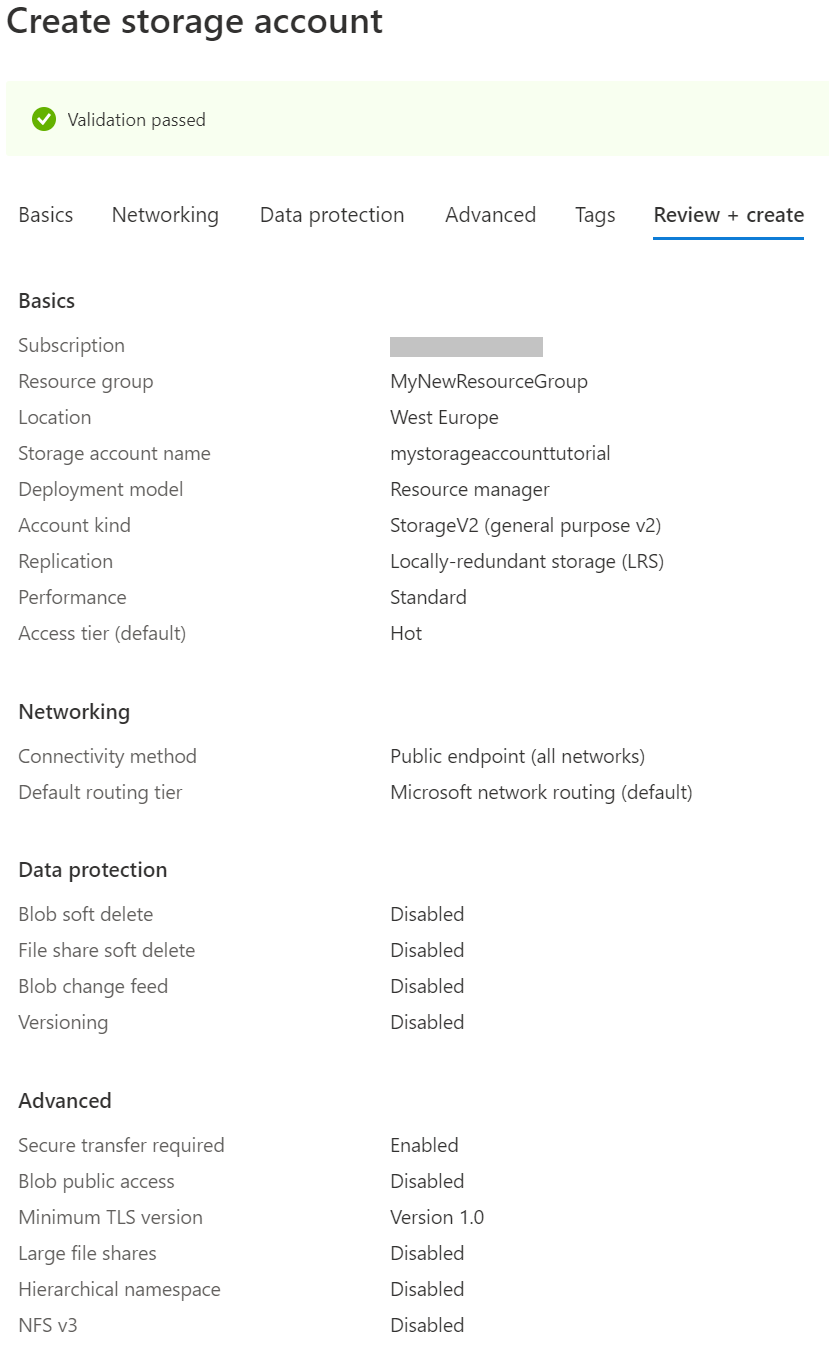 Create storage account
Validation passed
Basics Networking Data protection Advanced Tags Review + create
Basics
Subscription
Resource group MyNewResourceGroup
Location West Europe
Storage account name mystorageaccounttutorial
Deployment model Resource manager
Account kind StorageV2 (general purpose v2)
Replication Locally-redundant storage (LRS)
Performance Standard
Access tier (default) Hot
Networking
Connectivity method Public endpoint (all networks)
Default routing tier Microsoft network routing (default)
Data protection
Blob soft delete Disabled
File share soft delete Disabled
Blob change feed Disabled
Versioning Disabled
Advanced
Secure transfer required Enabled
Blob public access Disabled
Minimum TLS version Version 1.0
Large file shares Disabled
Hierarchical namespace Disabled
NFS v3 Disabled